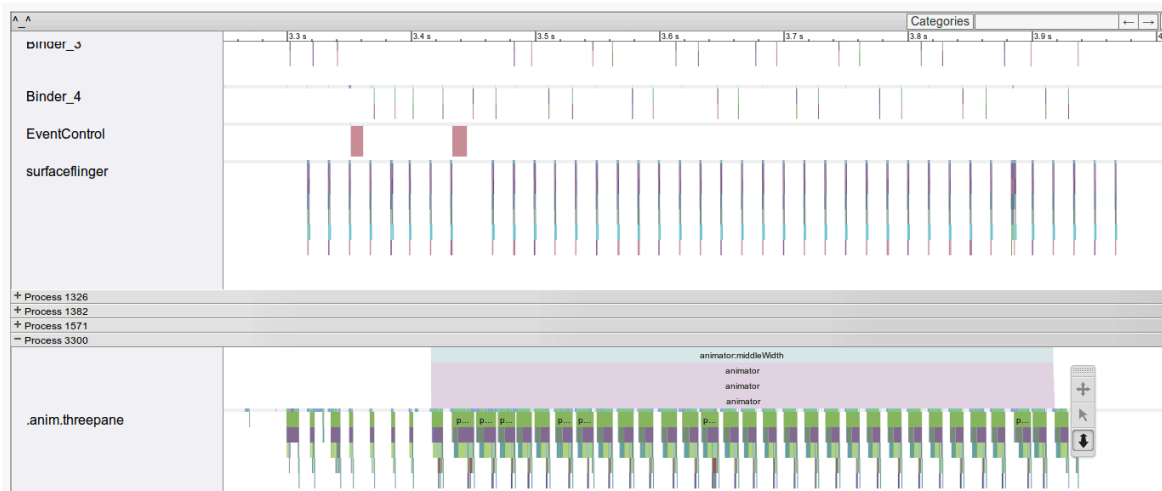 ^_^
Categories ← →
3.3 s 3.4 s 3.5 s 3.6 s 3.7 s 3.8 s 3.9 s 4
Binder_3
Binder_4
EventControl
surfaceflinger
+ Process 1326
+ Process 1382
+ Process 1571
− Process 3300
animator:middleWidth
animator
animator
animator
.anim.threepane
p... p... p... p... p... p... p...